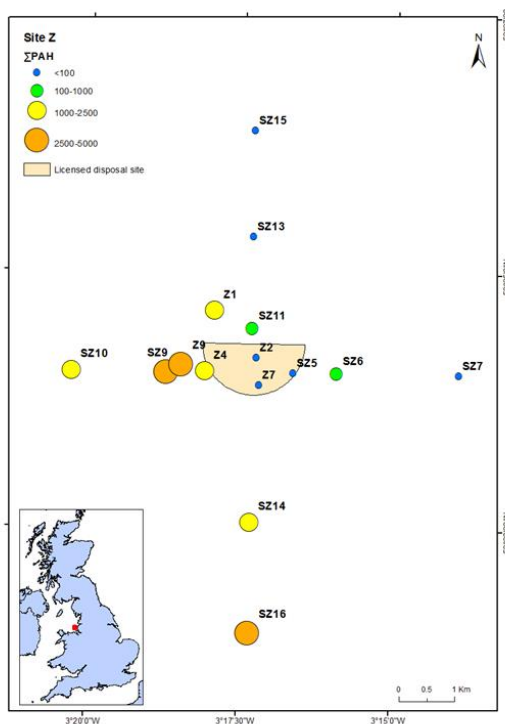 Site Z
∑PAH
<100
100-1000
1000-2500
2500-5000
Licensed disposal site
N
SZ15
SZ13
Z1
SZ11
Z9
Z2
SZ10
SZ9
Z4
SZ5
SZ6
SZ7
Z7
SZ14
SZ16
0 0.5 1 Km
3°20'0"W
3°17'30"W
3°15'0"W